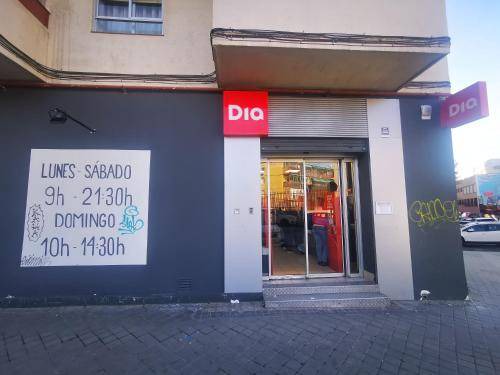 LUNES - SÁBADO
9h - 21:30h
DOMINGO
10h - 14:30h
Dia
Dia